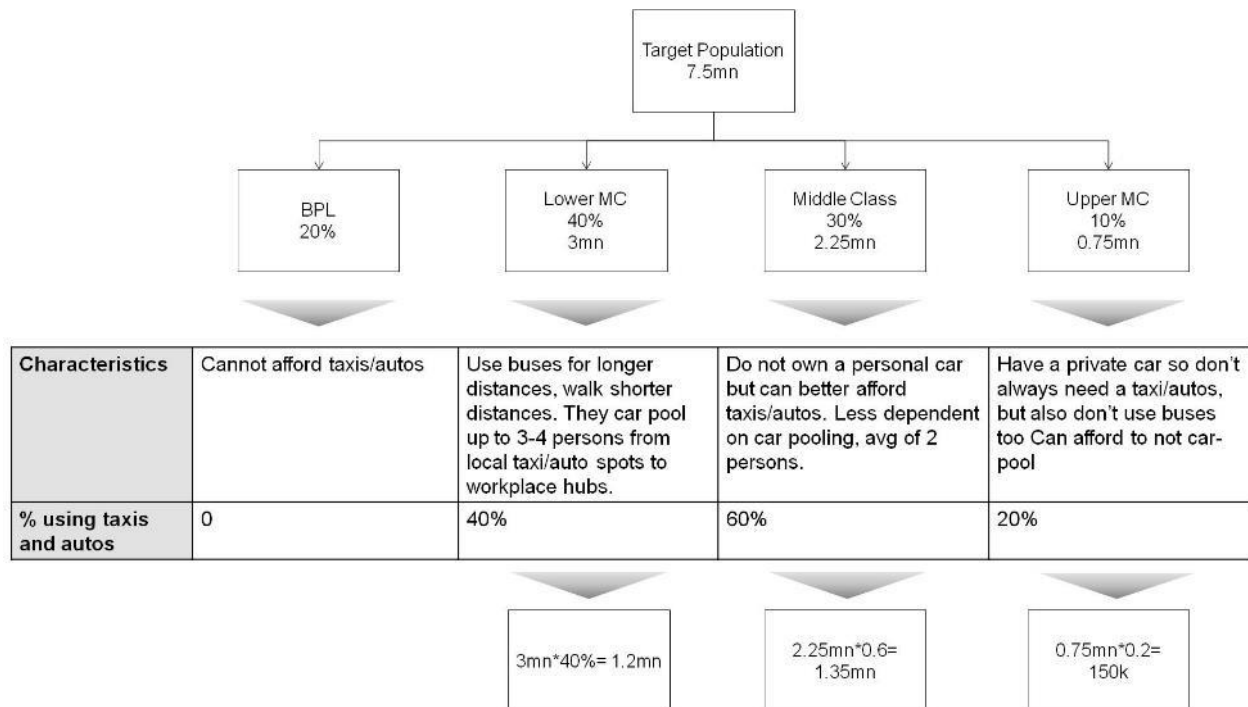 Target Population
7.5mn
BPL
20%
Lower MC
40%
3mn
Middle Class
30%
2.25mn
Upper MC
10%
0.75mn
Characteristics
Cannot afford taxis/autos
Use buses for longer
distances, walk shorter
distances. They car pool
up to 3-4 persons from
local taxi/auto spots to
workplace hubs.
Do not own a personal car
but can better afford
taxis/autos. Less dependent
on car pooling, avg of 2
persons.
Have a private car so don't
always need a taxi/autos,
but also don't use buses
too Can afford to not car-
pool
% using taxis
and autos
0
40%
60%
20%
3mn*40%= 1.2mn
2.25mn*0.6=
1.35mn
0.75mn*0.2=
150k